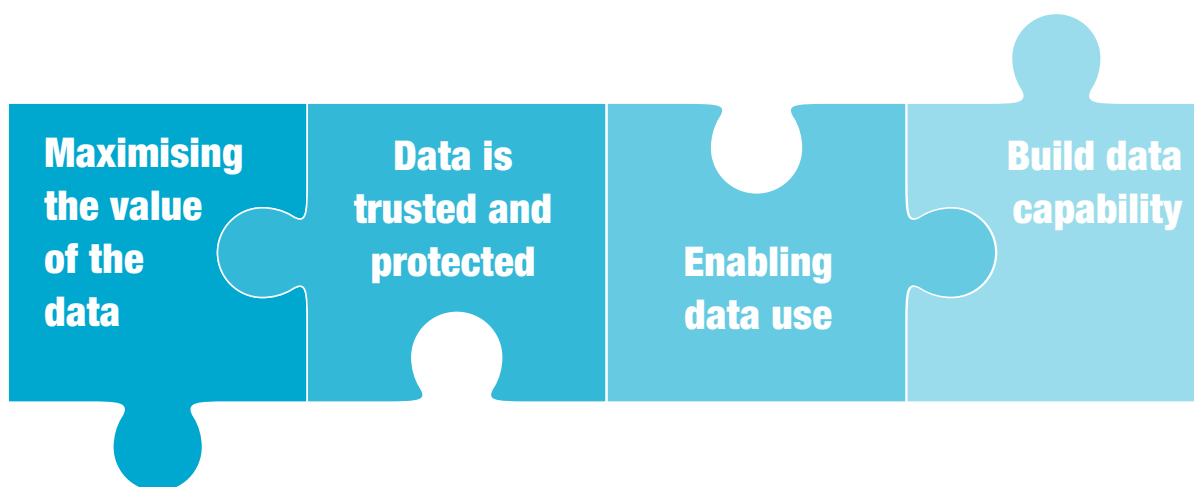 Maximising
the value
of the
data
Data is
trusted and
protected
Enabling
data use
Build data
capability